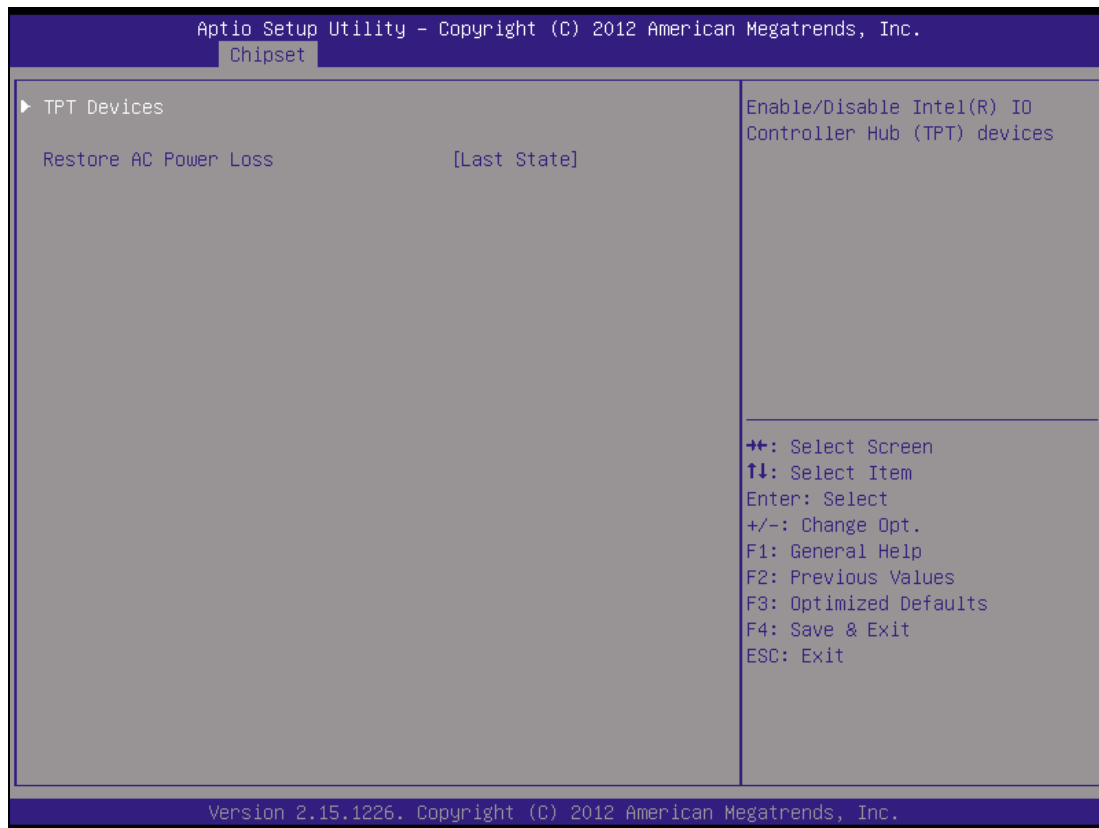 Aptio Setup Utility – Copyright (C) 2012 American Megatrends, Inc.
Chipset
▶ TPT Devices
Restore AC Power Loss [Last State]
Enable/Disable Intel(R) IO
Controller Hub (TPT) devices
→←: Select Screen
↑↓: Select Item
Enter: Select
+/-: Change Opt.
F1: General Help
F2: Previous Values
F3: Optimized Defaults
F4: Save & Exit
ESC: Exit
Version 2.15.1226. Copyright (C) 2012 American Megatrends, Inc.